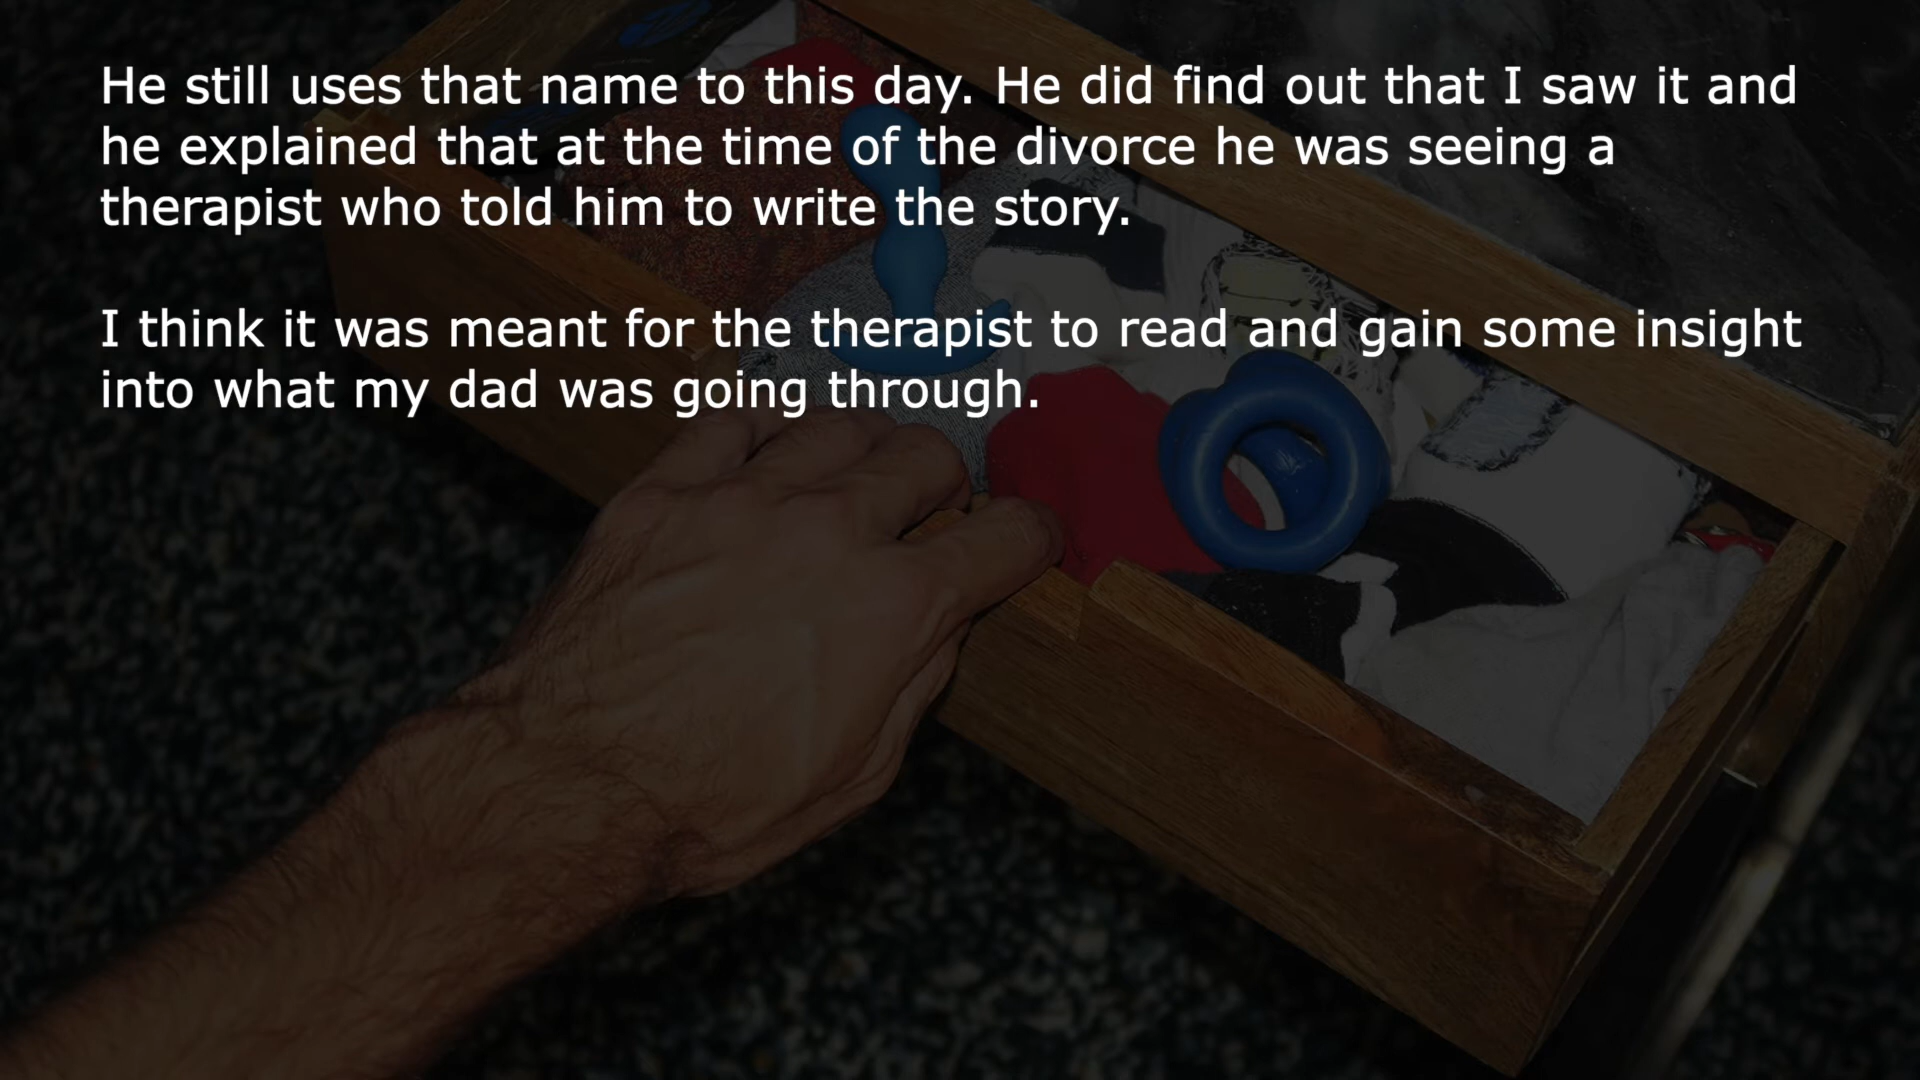 He still uses that name to this day. He did find out that I saw it and
he explained that at the time of the divorce he was seeing a
therapist who told him to write the story.
I think it was meant for the therapist to read and gain some insight
into what my dad was going through.